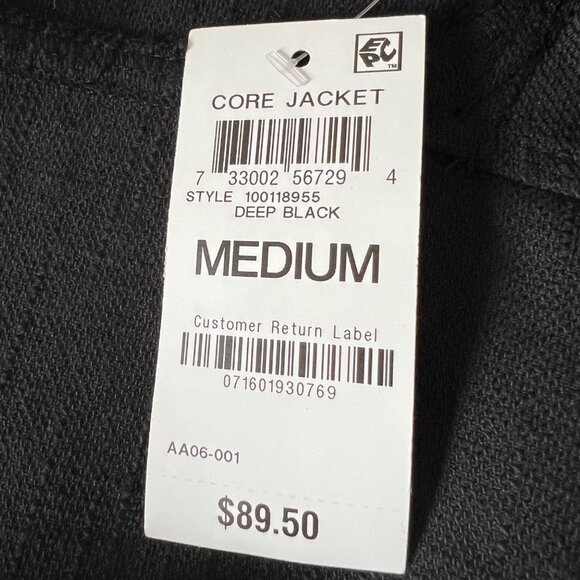 EPC™
CORE JACKET
7 33002 56729 4
STYLE 100118955
DEEP BLACK
MEDIUM
Customer Return Label
071601930769
AA06-001
$89.50